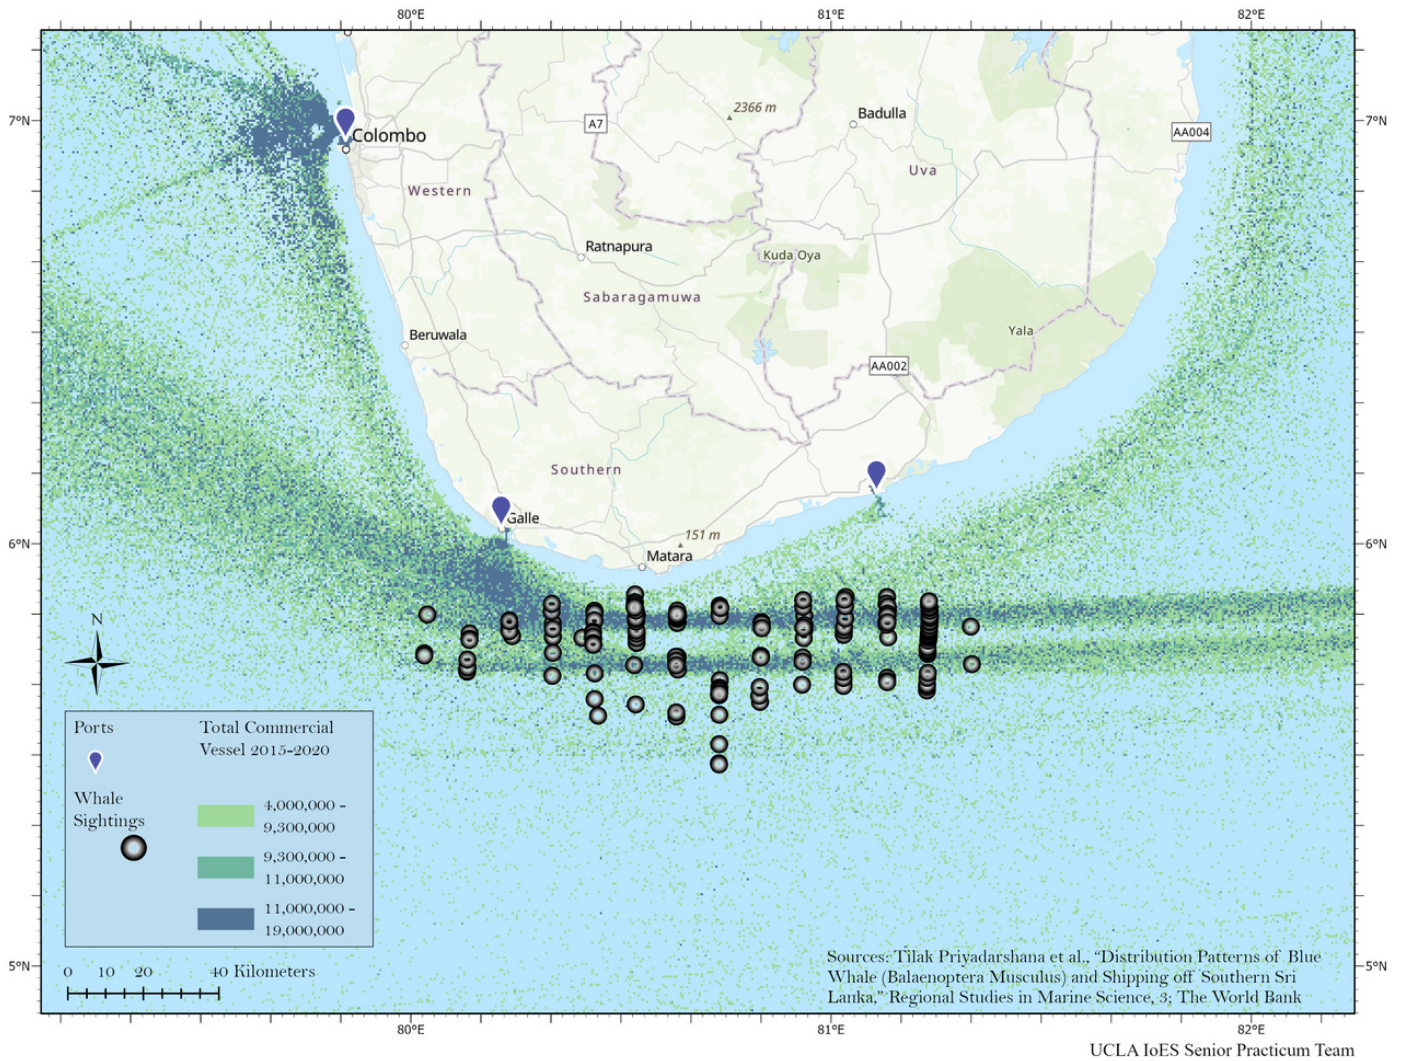 80°E 81°E 82°E
7°N 7°N
2366 m
Badulla
A7
AA004
Colombo
Uva
Western
Ratnapura
Kuda Oya
Sabaragamuwa
Yala
Beruwala
AA002
Southern
Galle
151 m
6°N 6°N
Matara
N
Ports
Total Commercial
Vessel 2015-2020
Whale
Sightings
4,000,000 -
9,300,000
9,300,000 -
11,000,000
11,000,000 -
19,000,000
0 10 20 40 Kilometers
Sources: Tilak Priyadarshana et al., “Distribution Patterns of Blue
Whale (Balaenoptera Musculus) and Shipping off Southern Sri
Lanka,” Regional Studies in Marine Science, 3; The World Bank
5°N 5°N
80°E 81°E 82°E
UCLA IoES Senior Practicum Team